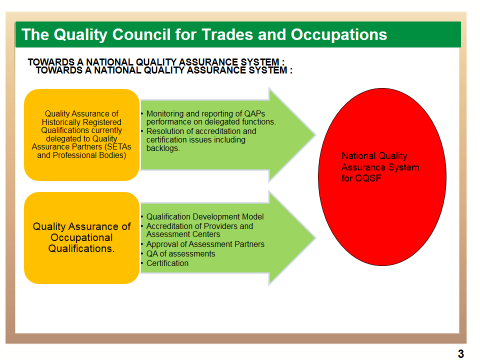 The Quality Council for Trades and Occupations
TOWARDS A NATIONAL QUALITY ASSURANCE SYSTEM :
TOWARDS A NATIONAL QUALITY ASSURANCE SYSTEM :
Quality Assurance of
Historically Registered
Qualifications currently
delegated to Quality
Assurance Partners (SETAs
and Professional Bodies)
• Monitoring and reporting of QAPs
performance on delegated functions.
• Resolution of accreditation and
certification issues including
backlogs.
National Quality
Assurance System
for OQSF
Quality Assurance of
Occupational
Qualifications.
• Qualification Development Model
• Accreditation of Providers and
Assessment Centers
• Approval of Assessment Partners
• QA of assessments
• Certification
3